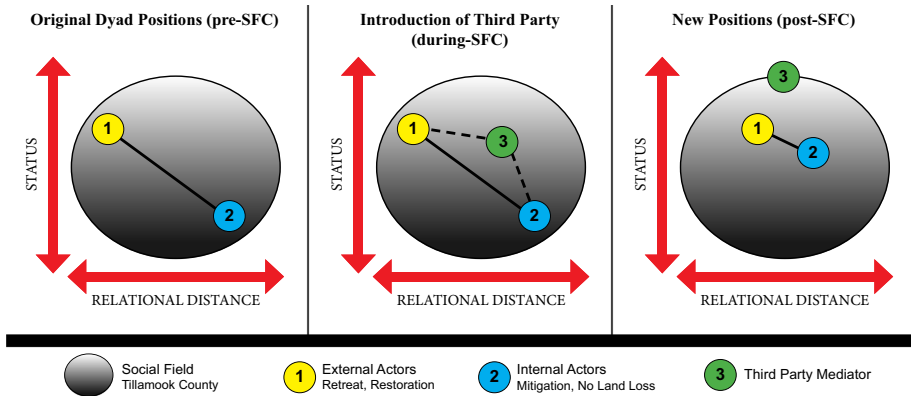 Original Dyad Positions (pre-SFC)
STATUS
1
2
RELATIONAL DISTANCE
Introduction of Third Party
(during-SFC)
STATUS
1
3
2
RELATIONAL DISTANCE
New Positions (post-SFC)
STATUS
3
1
2
RELATIONAL DISTANCE
Social Field
Tillamook County
1
External Actors
Retreat, Restoration
2
Internal Actors
Mitigation, No Land Loss
3
Third Party Mediator